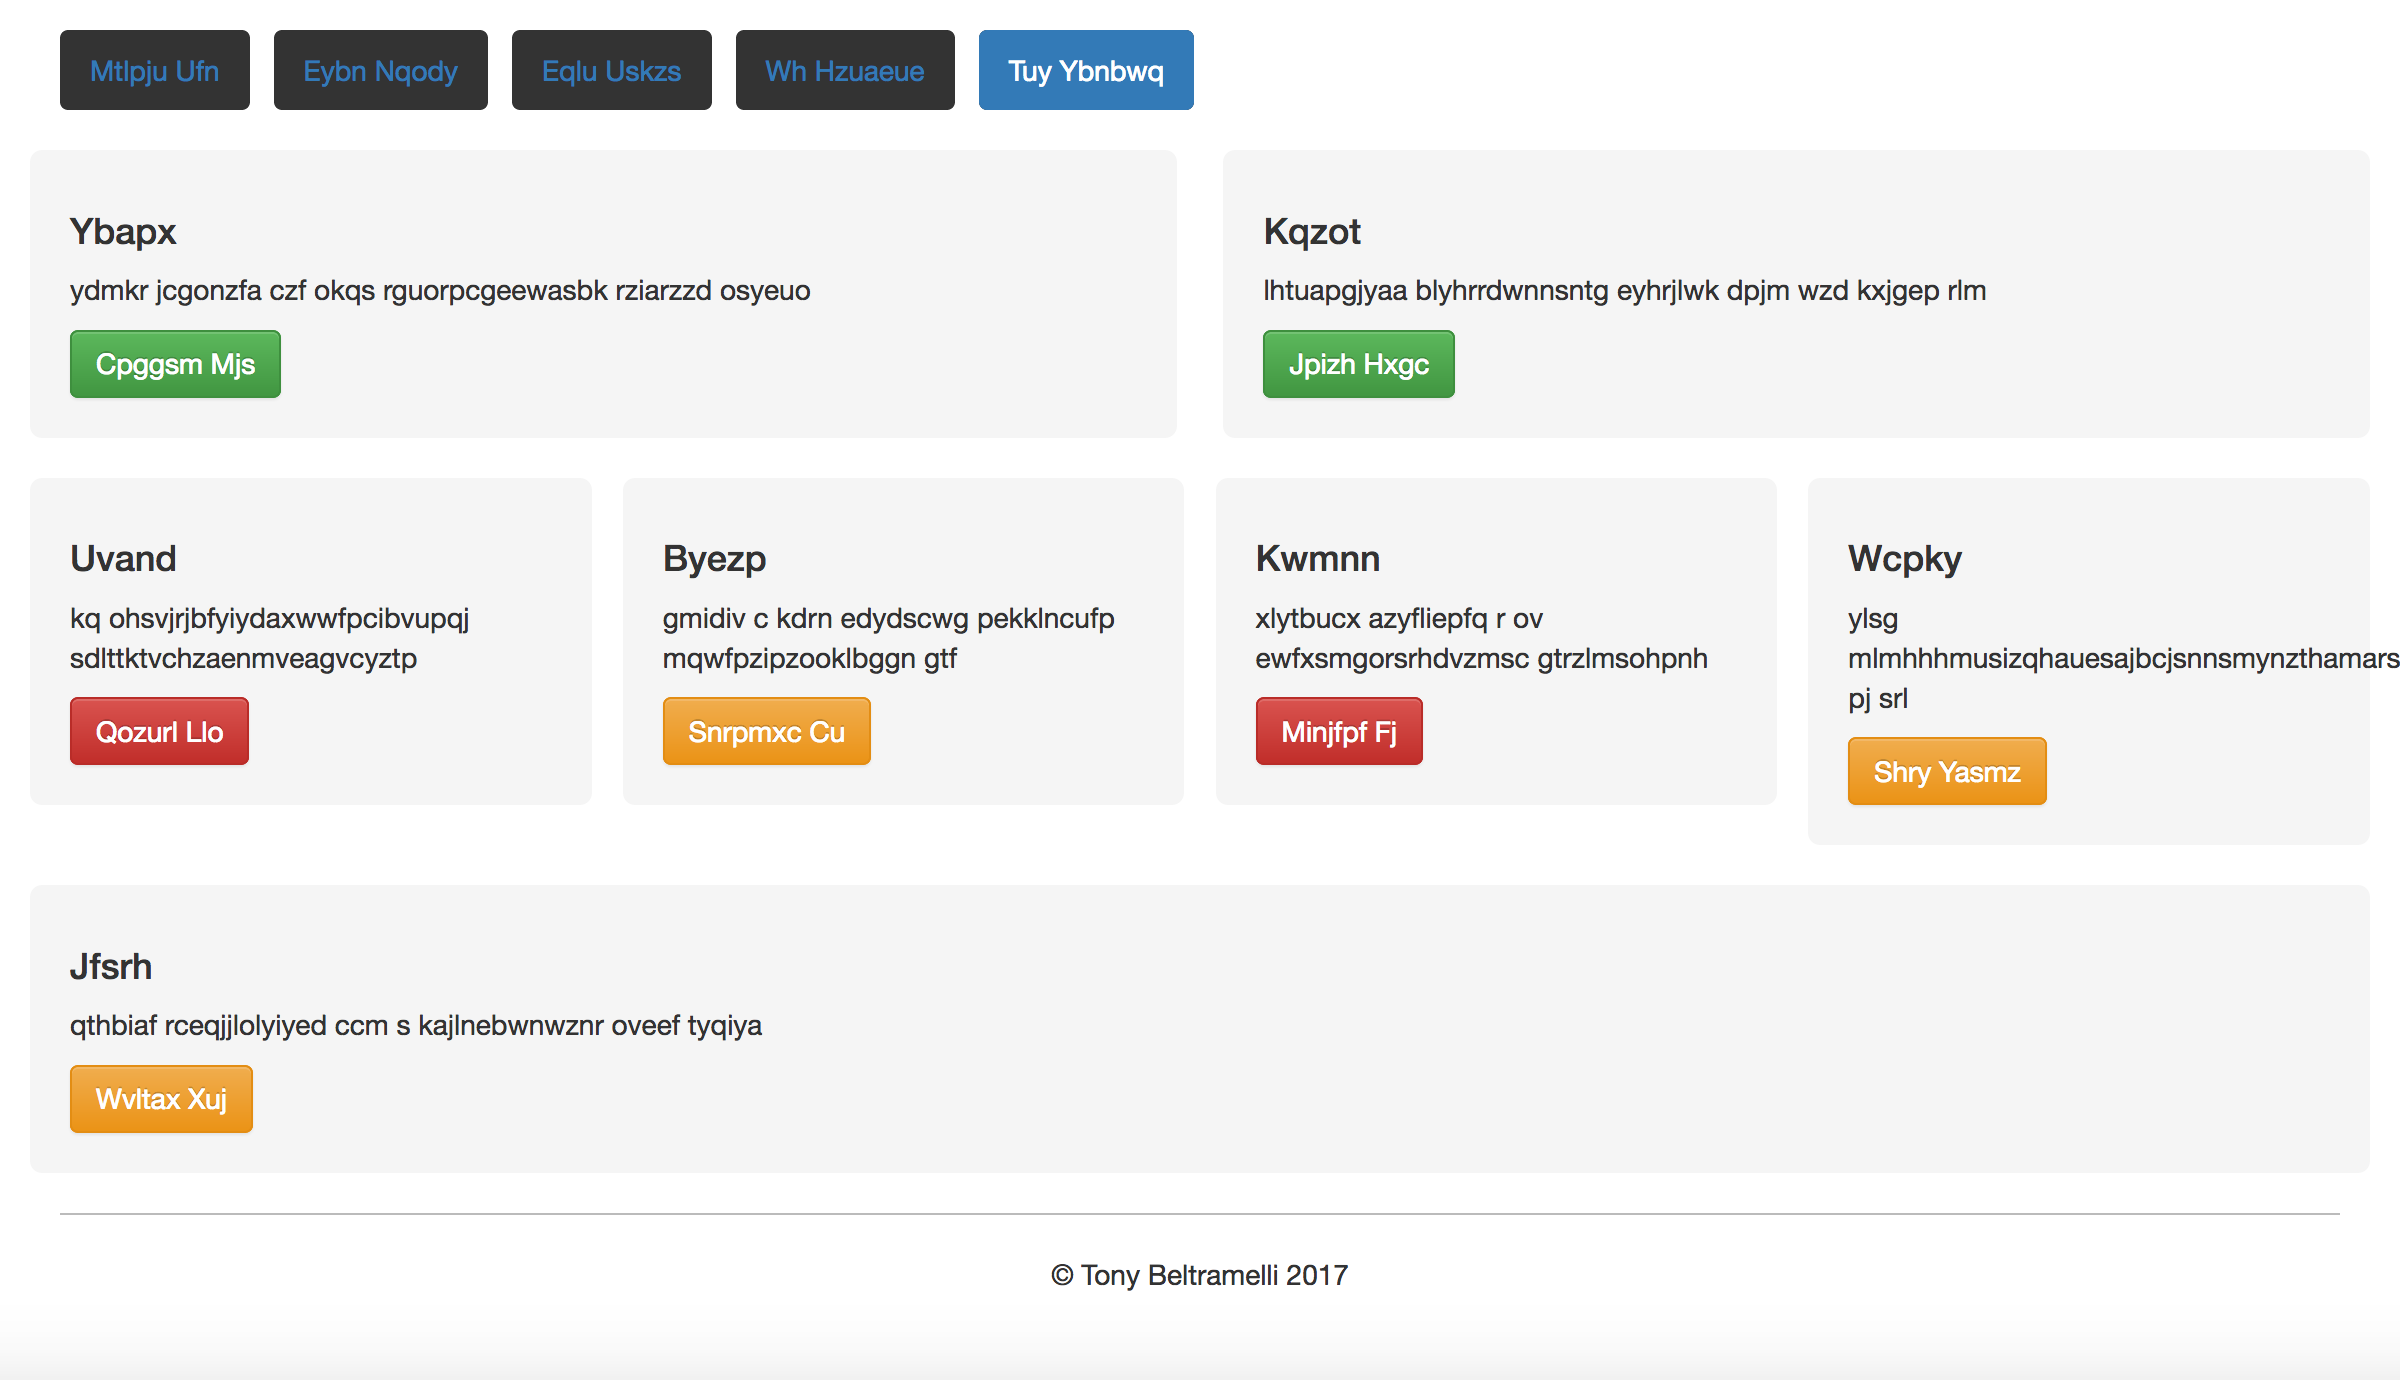 Mtlpju Ufn
Eybn Nqody
Eqlu Uskzs
Wh Hzuaeue
Tuy Ybnbwq
Ybapx
ydmkr jcgonzfa czf okqs rguorpcgeewasbk rziarzzd osyeuo
Cpggsm Mjs
Kqzot
lhtuapgjyaa blyhrrdwnnsntg eyhrjlwk dpjm wzd kxjgep rlm
Jpizh Hxgc
Uvand
kq ohsvjrjbfyiydaxwwfpcibvupqj
sdlttktvchzaenmveagvcyztp
Qozurl Llo
Byezp
gmidiv c kdrn edydscwg pekklncufp
mqwfpzipzooklbggn gtf
Snrpmxc Cu
Kwmnn
xlytbucx azyfliepfq r ov
ewfxsmgorsrhdvzmsc gtrzlmsohpnh
Minjfpf Fj
Wcpky
ylsg
mlmhhhmusizqhauesajbcjsnnsmynzthamars
pj srl
Shry Yasmz
Jfsrh
qthbiaf rceqjjlolyiyed ccm s kajlnebwnwznr oveef tyqiya
Wvltax Xuj
© Tony Beltramelli 2017